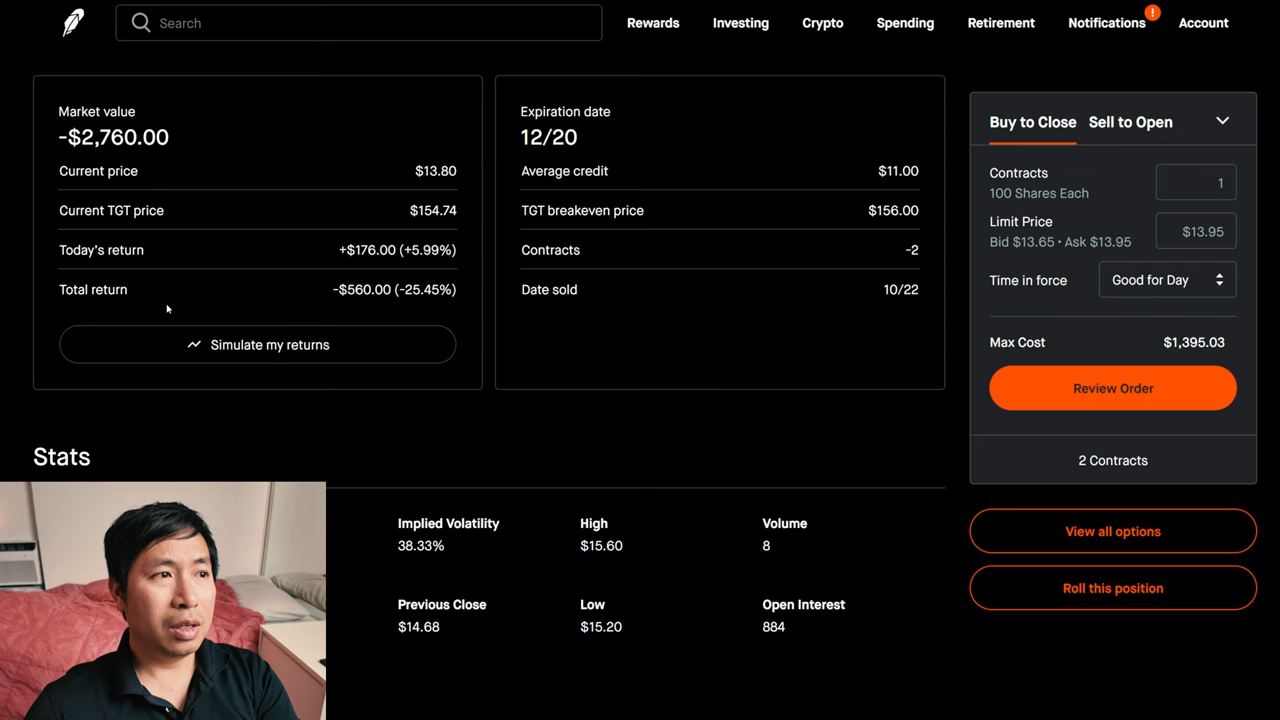 Search
Rewards
Investing
Crypto
Spending
Retirement
Notifications
!
Account
Market value
-$2,760.00
Current price $13.80
Current TGT price $154.74
Today's return +$176.00 (+5.99%)
Total return -$560.00 (-25.45%)
Simulate my returns
Expiration date
12/20
Average credit $11.00
TGT breakeven price $156.00
Contracts -2
Date sold 10/22
Buy to Close Sell to Open
Contracts 1
100 Shares Each
Limit Price $13.95
Bid $13.65 • Ask $13.95
Time in force Good for Day
Max Cost $1,395.03
Review Order
2 Contracts
View all options
Roll this position
Stats
Implied Volatility High Volume
38.33% $15.60 8
Previous Close Low Open Interest
$14.68 $15.20 884